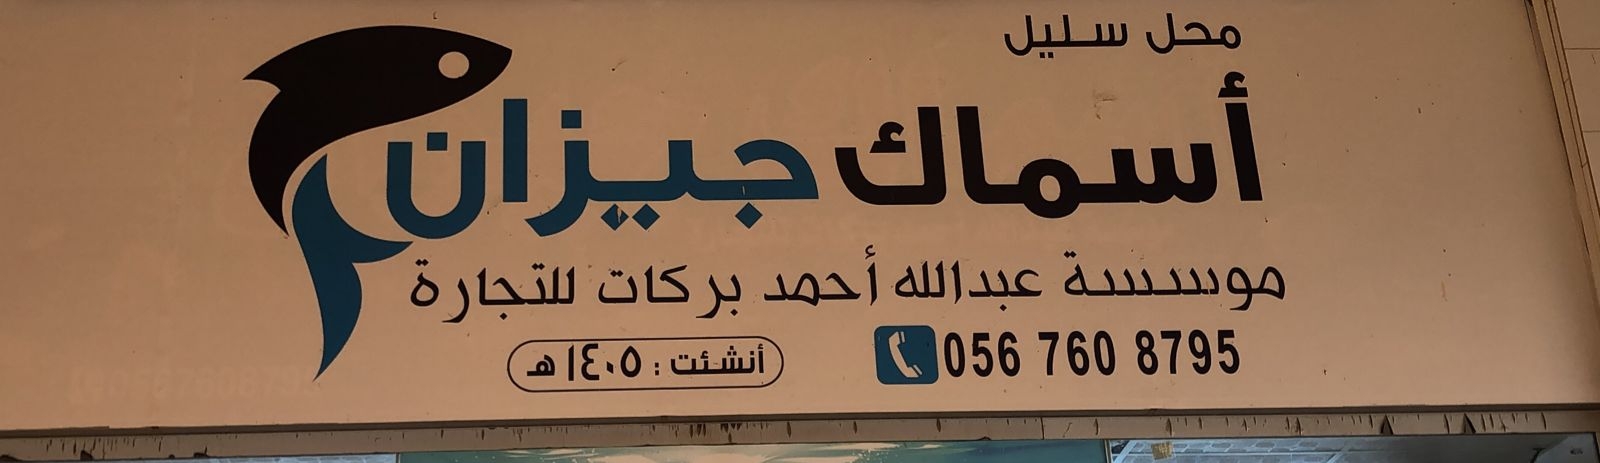 محل سليل
أسماك جيزان
موسسة عبدالله أحمد بركات للتجارة
056 760 8795
أنشئت : ١٤٠٥ هـ